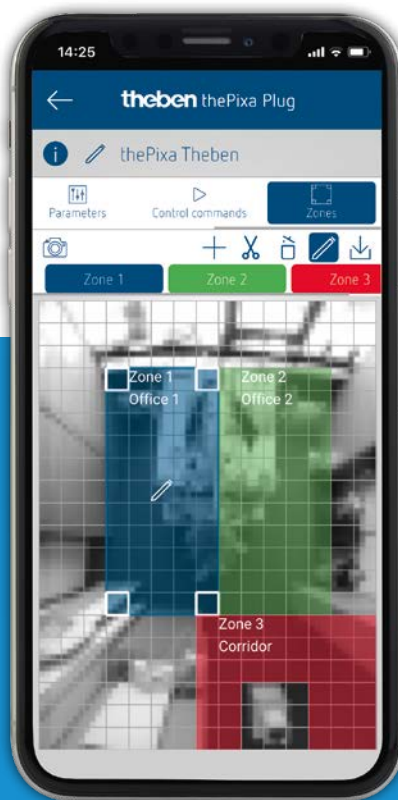 14:25
theben thePixa Plug
thePixa Theben
Parameters
Control commands
Zones
Zone 1
Zone 2
Zone 3
Zone 1
Office 1
Zone 2
Office 2
Zone 3
Corridor